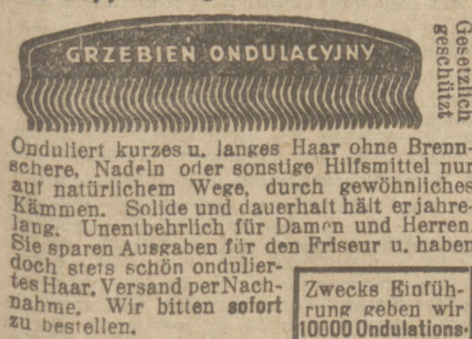 GRZEBIEŃ ONDULACYJNY
Gesetzlich
geschützt
Onduliert kurzes u. langes Haar ohne Brenn-
schere, Nadeln oder sonstige Hilfsmittel nur
auf natürlichem Wege, durch gewöhnliches
Kämmen. Solide und dauerhaft hält er jahre-
lang. Unentbehrlich für Damen und Herren.
Sie sparen Ausgaben für den Friseur u. haben
doch stets schön ondulier-
tes Haar. Versand per Nach-
nahme. Wir bitten sofort
zu bestellen.
Zwecks Einfüh-
rung geben wir
10000 Ondulations-